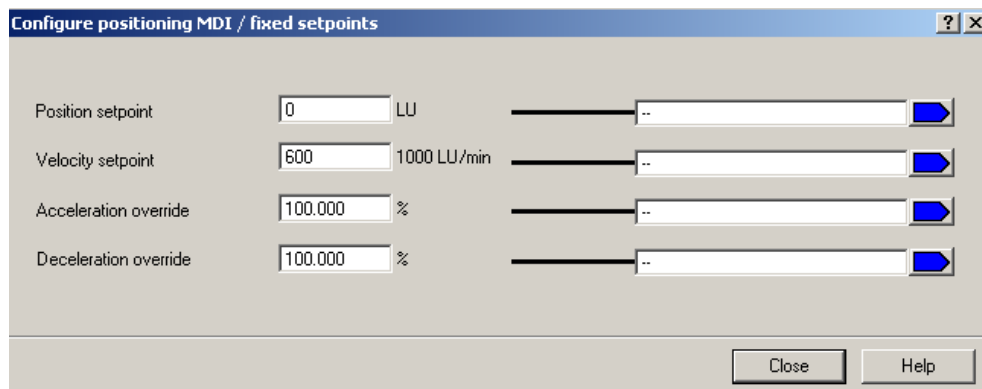 Configure positioning MDI / fixed setpoints ? X
Position setpoint 0 LU --
Velocity setpoint 600 1000 LU/min --
Acceleration override 100.000 % --
Deceleration override 100.000 % --
Close Help